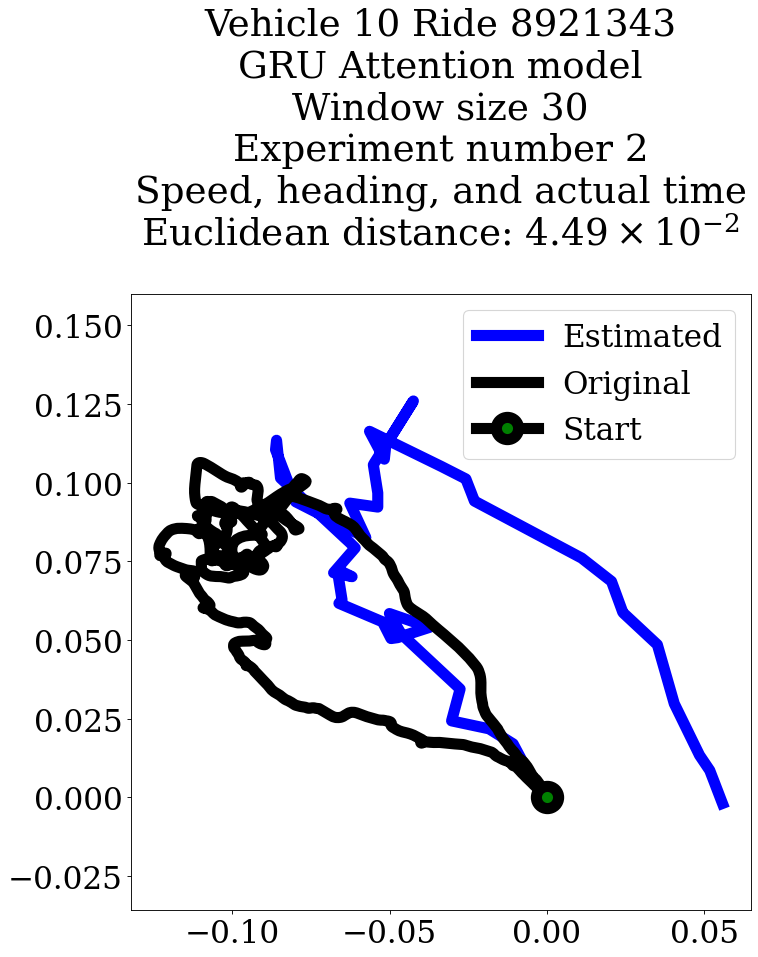 Vehicle 10 Ride 8921343
GRU Attention model
Window size 30
Experiment number 2
Speed, heading, and actual time
Euclidean distance: 4.49 × 10⁻²
Estimated
Original
Start
0.150
0.125
0.100
0.075
0.050
0.025
0.000
−0.025
−0.10
−0.05
0.00
0.05